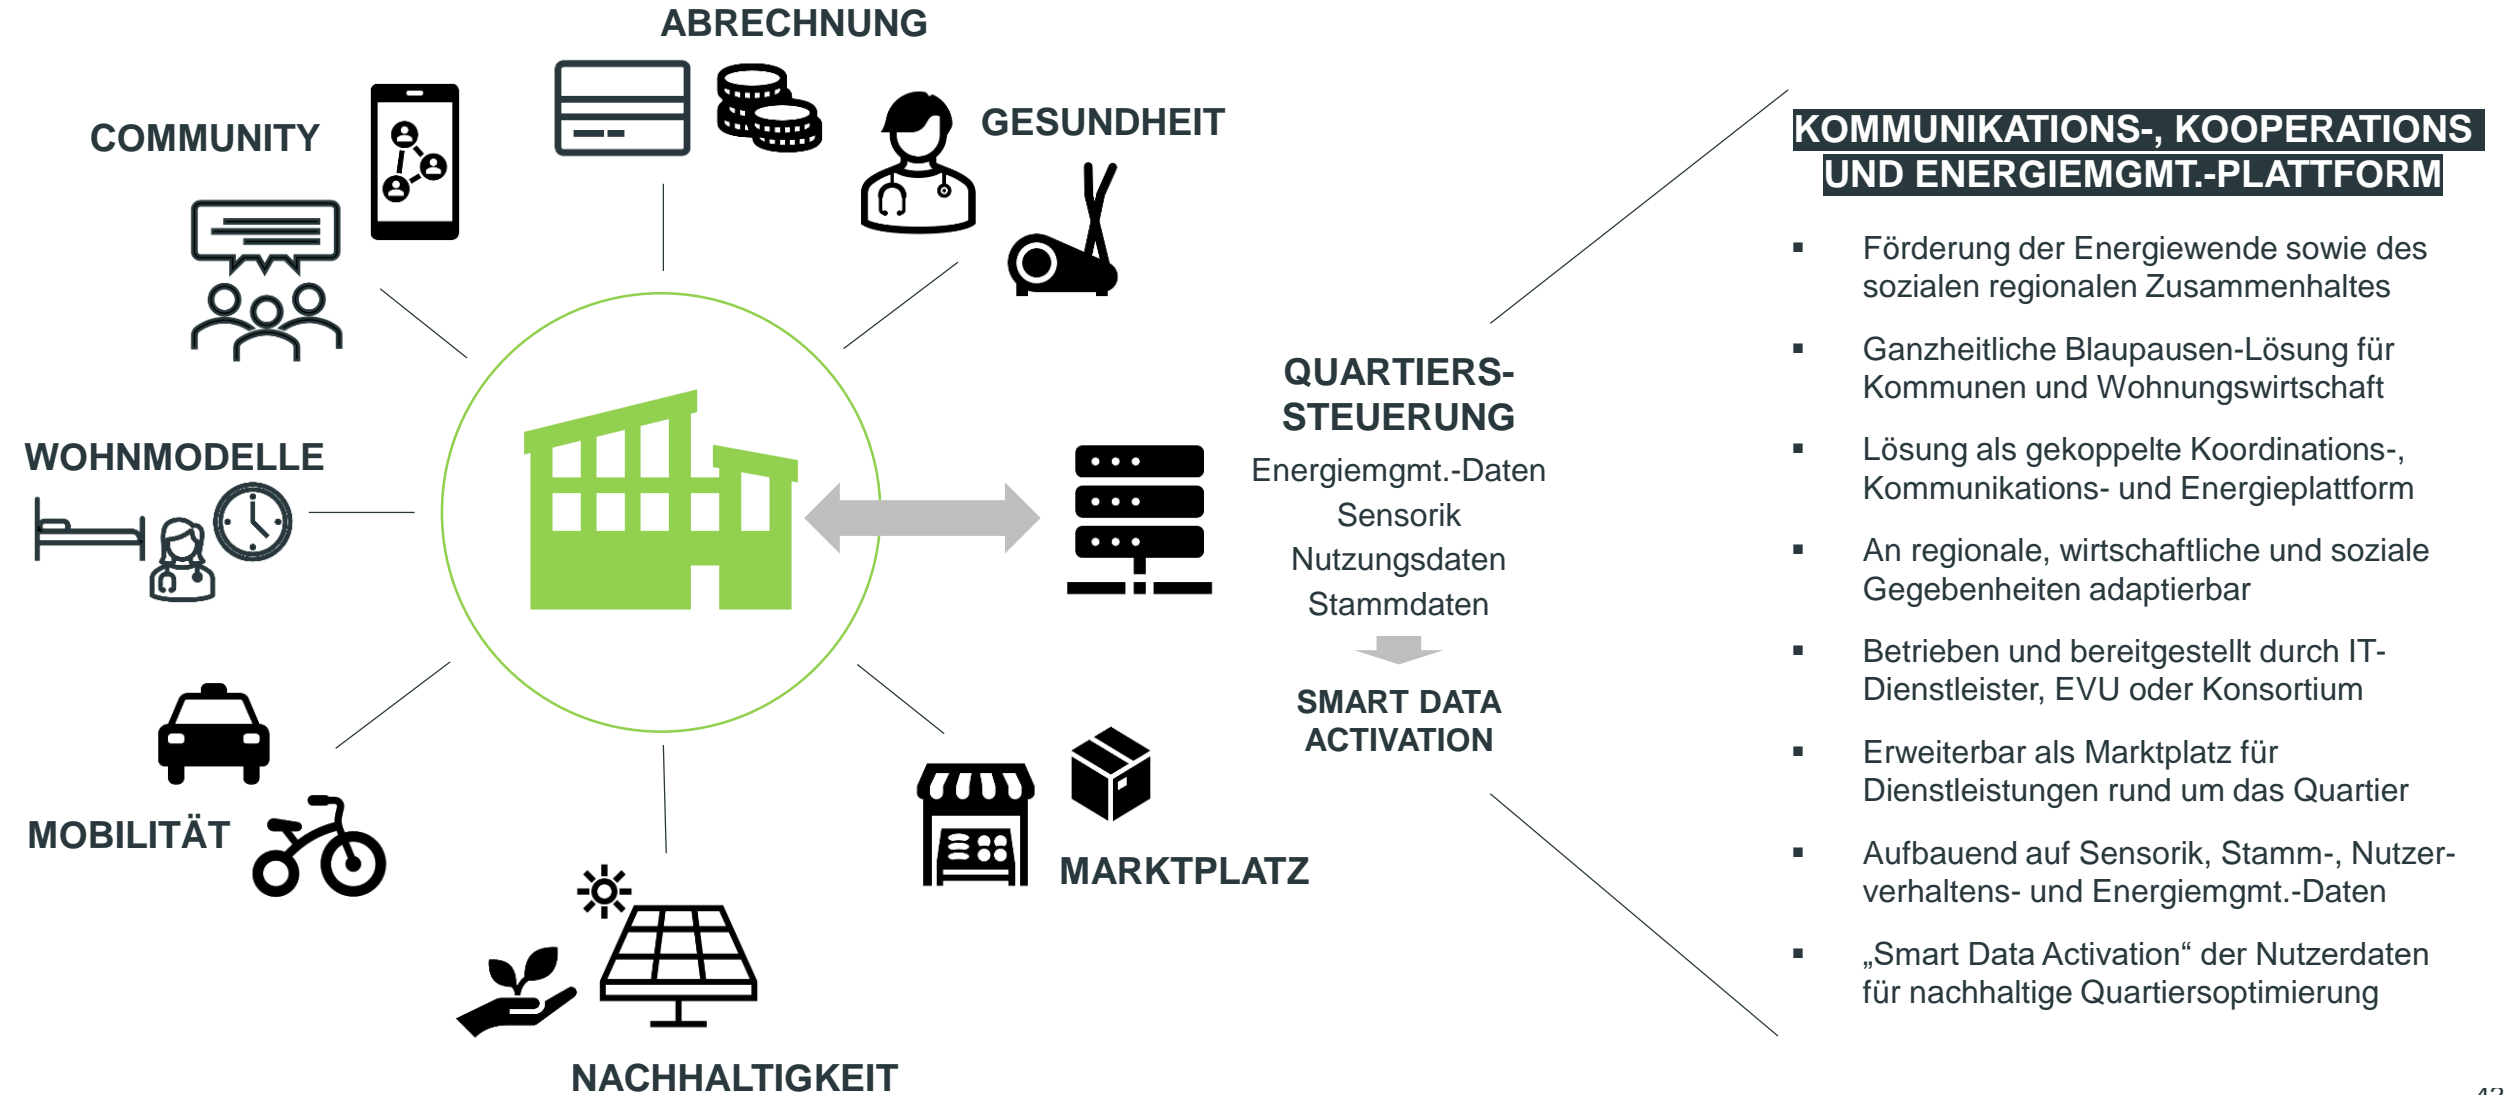 ABRECHNUNG
COMMUNITY
GESUNDHEIT
WOHNMODELLE
MOBILITÄT
NACHHALTIGKEIT
MARKTPLATZ
QUARTIERS-
STEUERUNG
Energiemgmt.-Daten
Sensorik
Nutzungsdaten
Stammdaten
SMART DATA
ACTIVATION
KOMMUNIKATIONS-, KOOPERATIONS
UND ENERGIEMGMT.-PLATTFORM
▪ Förderung der Energiewende sowie des
sozialen regionalen Zusammenhaltes
▪ Ganzheitliche Blaupausen-Lösung für
Kommunen und Wohnungswirtschaft
▪ Lösung als gekoppelte Koordinations-,
Kommunikations- und Energieplattform
▪ An regionale, wirtschaftliche und soziale
Gegebenheiten adaptierbar
▪ Betrieben und bereitgestellt durch IT-
Dienstleister, EVU oder Konsortium
▪ Erweiterbar als Marktplatz für
Dienstleistungen rund um das Quartier
▪ Aufbauend auf Sensorik, Stamm-, Nutzer-
verhaltens- und Energiemgmt.-Daten
▪ „Smart Data Activation“ der Nutzerdaten
für nachhaltige Quartiersoptimierung